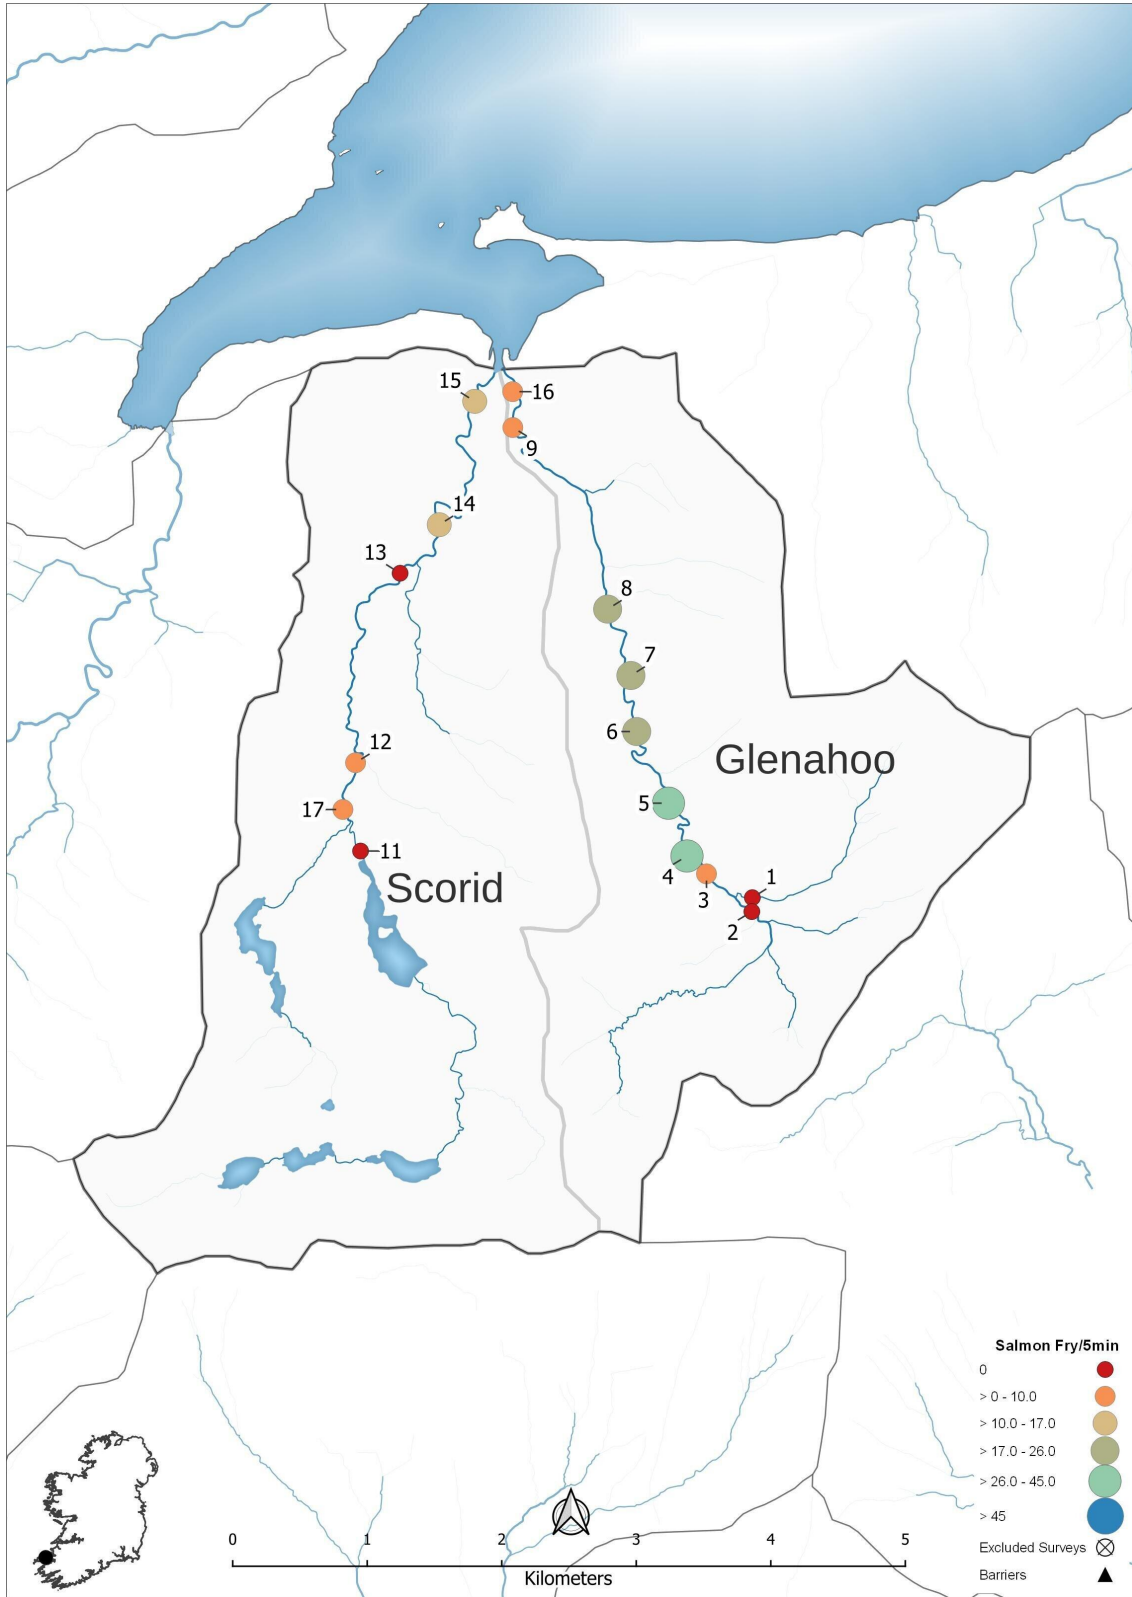 15
16
9
14
13
8
7
12
6
Glenahoo
5
17
11
4
1
Scorid
3
2
Salmon Fry/5min
0
> 0 - 10.0
> 10.0 - 17.0
> 17.0 - 26.0
> 26.0 - 45.0
> 45
Excluded Surveys
Barriers
0 1 2 3 4 5
Kilometers